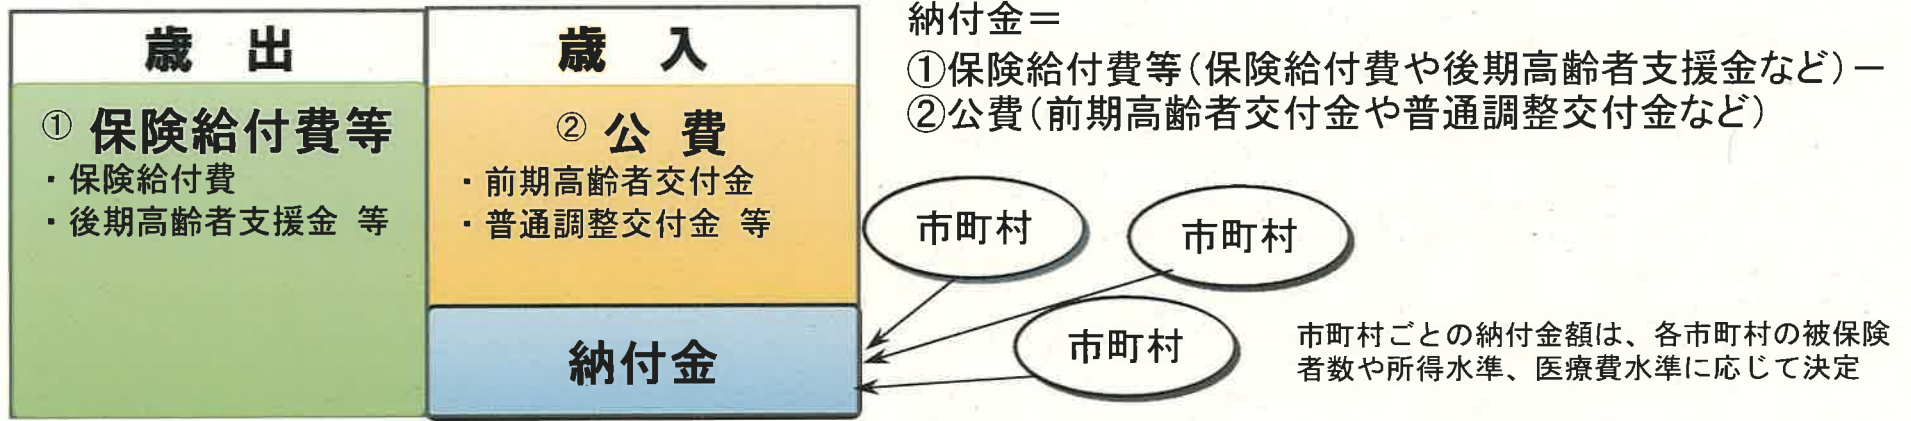 歳 出
歳 入
① 保険給付費等
・保険給付費
・後期高齢者支援金 等
② 公 費
・前期高齢者交付金
・普通調整交付金 等
納付金
納付金＝
①保険給付費等（保険給付費や後期高齢者支援金など）－
②公費（前期高齢者交付金や普通調整交付金など）
市町村
市町村
市町村
市町村ごとの納付金額は、各市町村の被保険
者数や所得水準、医療費水準に応じて決定